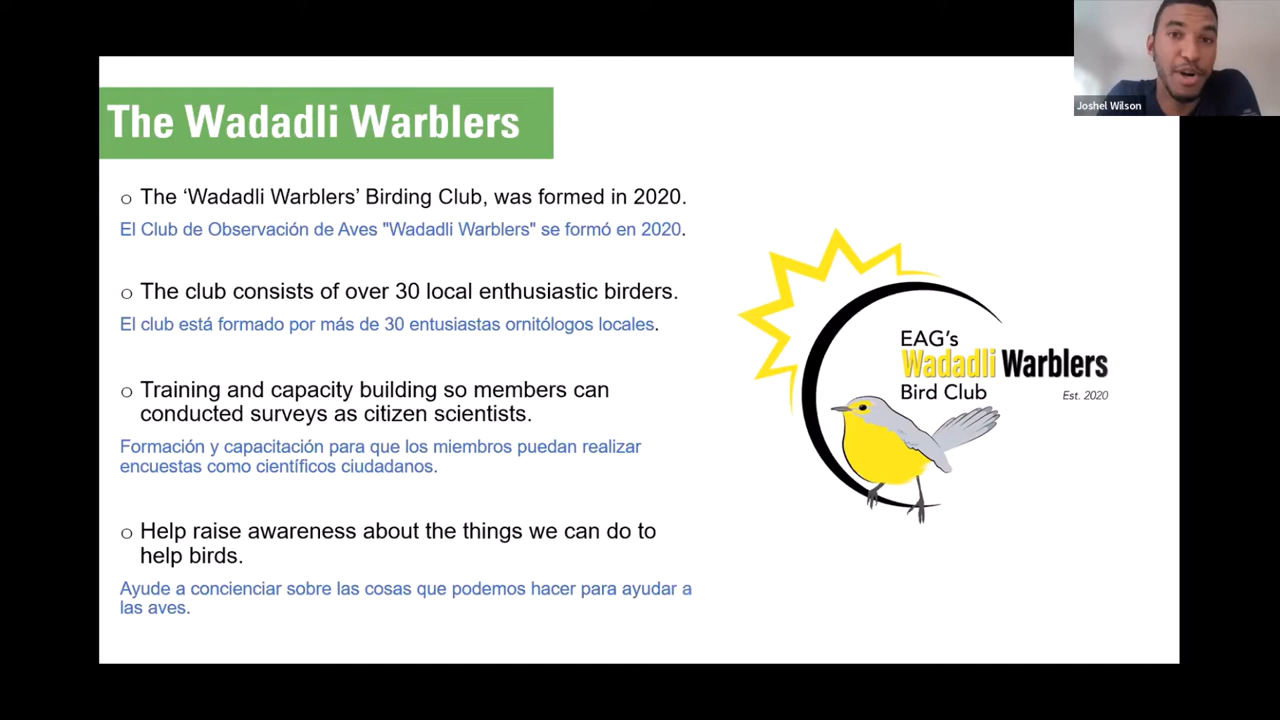 Joshel Wilson
The Wadadli Warblers
o The ‘Wadadli Warblers’ Birding Club, was formed in 2020.
El Club de Observación de Aves "Wadadli Warblers" se formó en 2020.
o The club consists of over 30 local enthusiastic birders.
El club está formado por más de 30 entusiastas ornitólogos locales.
o Training and capacity building so members can
conducted surveys as citizen scientists.
Formación y capacitación para que los miembros puedan realizar
encuestas como científicos ciudadanos.
o Help raise awareness about the things we can do to
help birds.
Ayude a concienciar sobre las cosas que podemos hacer para ayudar a
las aves.
EAG's
Wadadli Warblers
Bird Club
Est. 2020